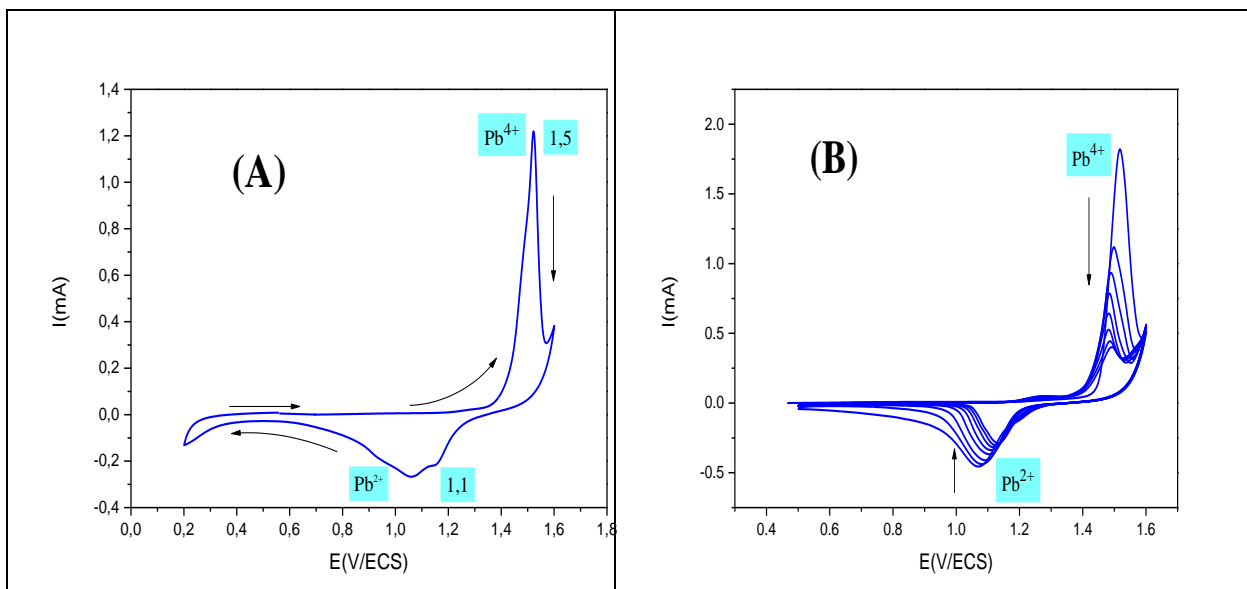 1,4
1,2
1,0
0,8
0,6
0,4
0,2
0,0
-0,2
-0,4
I(mA)
(A)
Pb⁴⁺
1,5
Pb²⁺
1,1
0,0 0,2 0,4 0,6 0,8 1,0 1,2 1,4 1,6 1,8
E(V/ECS)
2.0
1.5
1.0
0.5
0.0
-0.5
I(mA)
(B)
Pb⁴⁺
Pb²⁺
0.4 0.6 0.8 1.0 1.2 1.4 1.6
E(V/ECS)